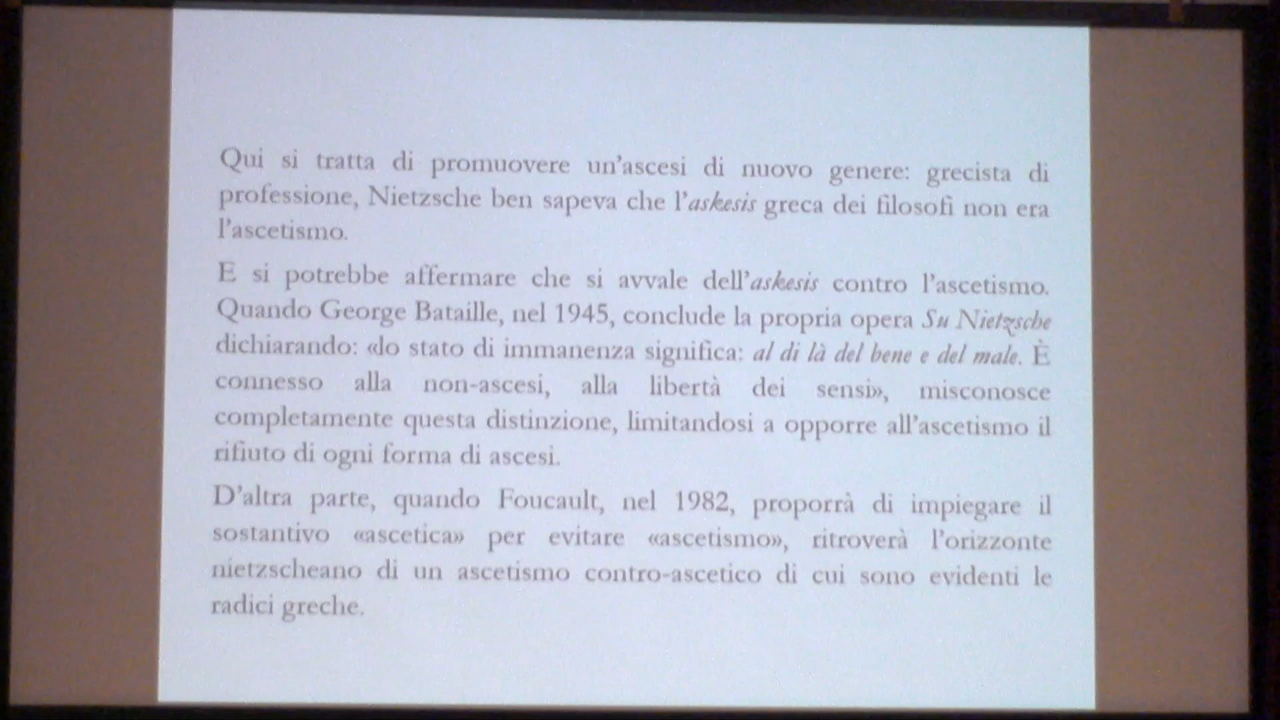 Qui si tratta di promuovere un'ascesi di nuovo genere: grecista di
professione, Nietzsche ben sapeva che l'askesis greca dei filosofi non era
l'ascetismo.
E si potrebbe affermare che si avvale dell'askesis contro l'ascetismo.
Quando George Bataille, nel 1945, conclude la propria opera Su Nietzsche
dichiarando: «lo stato di immanenza significa: al di là del bene e del male. È
connesso alla non-ascesi, alla libertà dei sensi», misconosce
completamente questa distinzione, limitandosi a opporre all'ascetismo il
rifiuto di ogni forma di ascesi.
D'altra parte, quando Foucault, nel 1982, proporrà di impiegare il
sostantivo «ascetica» per evitare «ascetismo», ritroverà l'orizzonte
nietzscheano di un ascetismo contro-ascetico di cui sono evidenti le
radici greche.